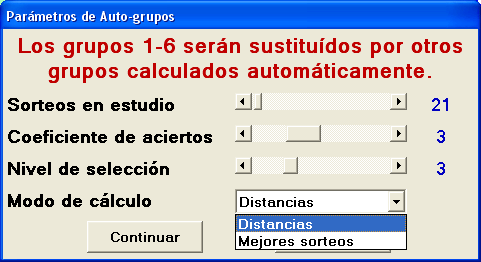 Parámetros de Auto-grupos
Los grupos 1-6 serán sustituídos por otros
grupos calculados automáticamente.
Sorteos en estudio 21
Coeficiente de aciertos 3
Nivel de selección 3
Modo de cálculo Distancias
Distancias
Mejores sorteos
Continuar